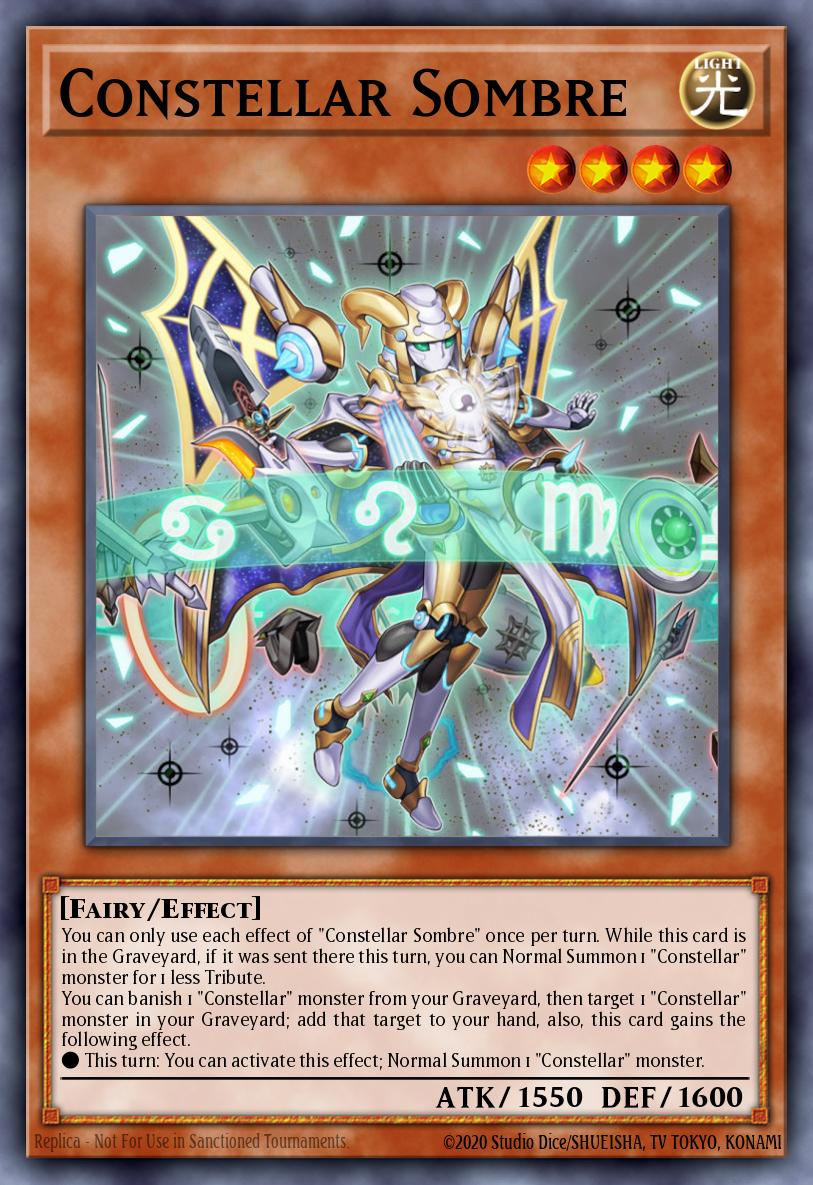 Constellar Sombre
LIGHT
光
[Fairy/Effect]
You can only use each effect of "Constellar Sombre" once per turn. While this card is
in the Graveyard, if it was sent there this turn, you can Normal Summon 1 "Constellar"
monster for 1 less Tribute.
You can banish 1 "Constellar" monster from your Graveyard, then target 1 "Constellar"
monster in your Graveyard; add that target to your hand, also, this card gains the
following effect.
● This turn: You can activate this effect; Normal Summon 1 "Constellar" monster.
ATK/1550 DEF/1600
Replica - Not For Use in Sanctioned Tournaments.
©2020 Studio Dice/SHUEISHA, TV TOKYO, KONAMI